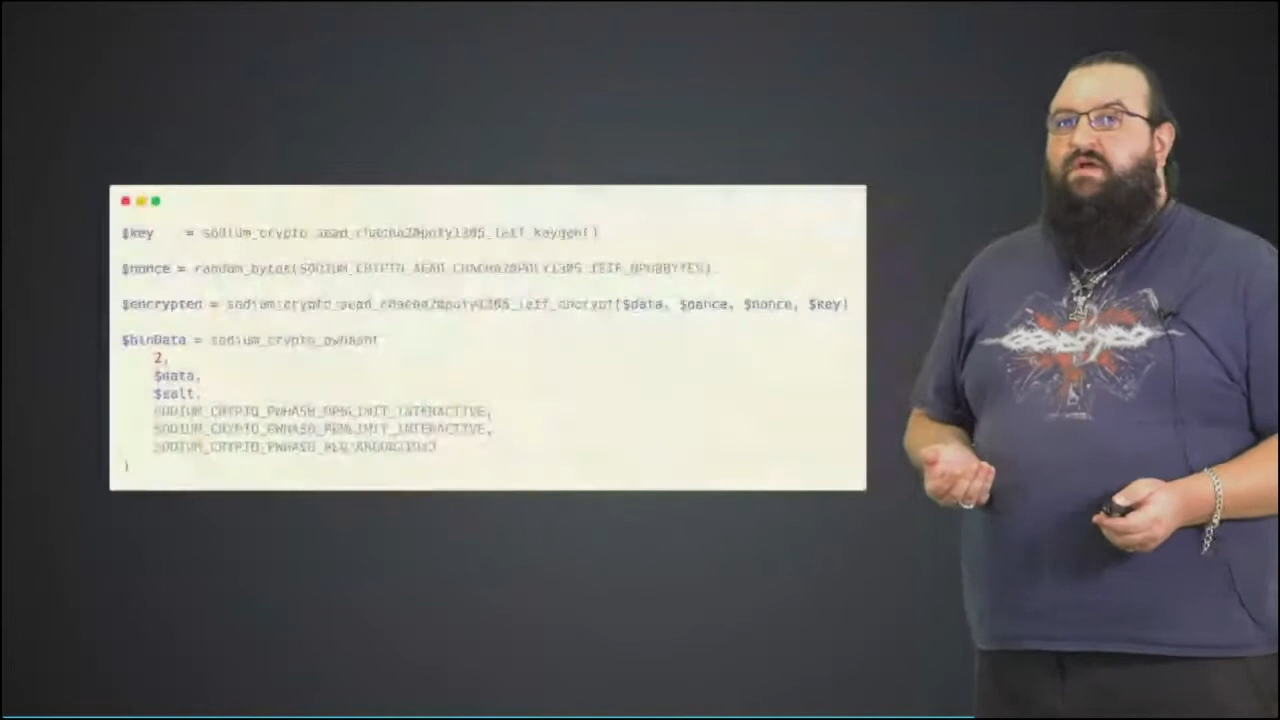 $key = sodium_crypto_aead_chacha20poly1305_ietf_keygen()
$nonce = random_bytes(SODIUM_CRYPTO_AEAD_CHACHA20POLY1305_IETF_NPUBBYTES)
$encrypted = sodium_crypto_aead_chacha20poly1305_ietf_encrypt($data, $nonce, $nonce, $key)
$binData = sodium_crypto_pwhash(
2,
$data,
$salt,
SODIUM_CRYPTO_PWHASH_OPSLIMIT_INTERACTIVE,
SODIUM_CRYPTO_PWHASH_MEMLIMIT_INTERACTIVE,
)